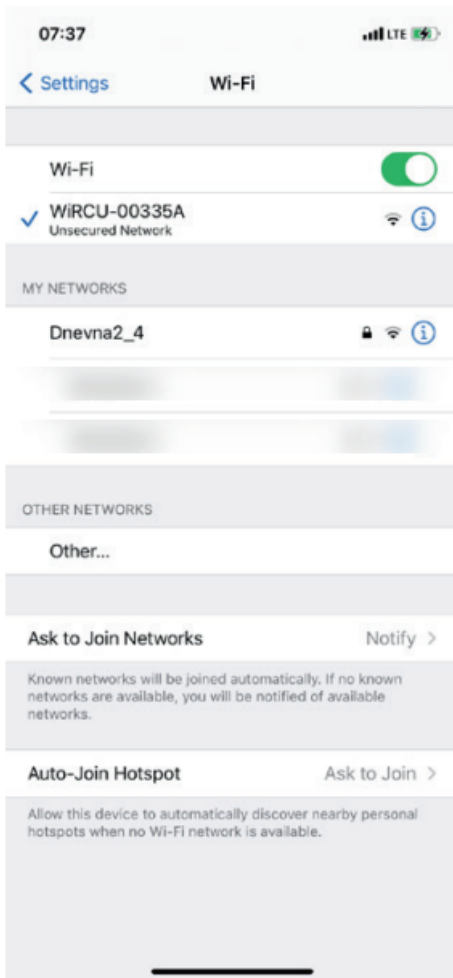 07:37 LTE
Settings Wi-Fi
Wi-Fi
WiRCU-00335A
Unsecured Network
MY NETWORKS
Dnevna2_4
OTHER NETWORKS
Other...
Ask to Join Networks Notify
Known networks will be joined automatically. If no known
networks are available, you will be notified of available
networks.
Auto-Join Hotspot Ask to Join
Allow this device to automatically discover nearby personal
hotspots when no Wi-Fi network is available.